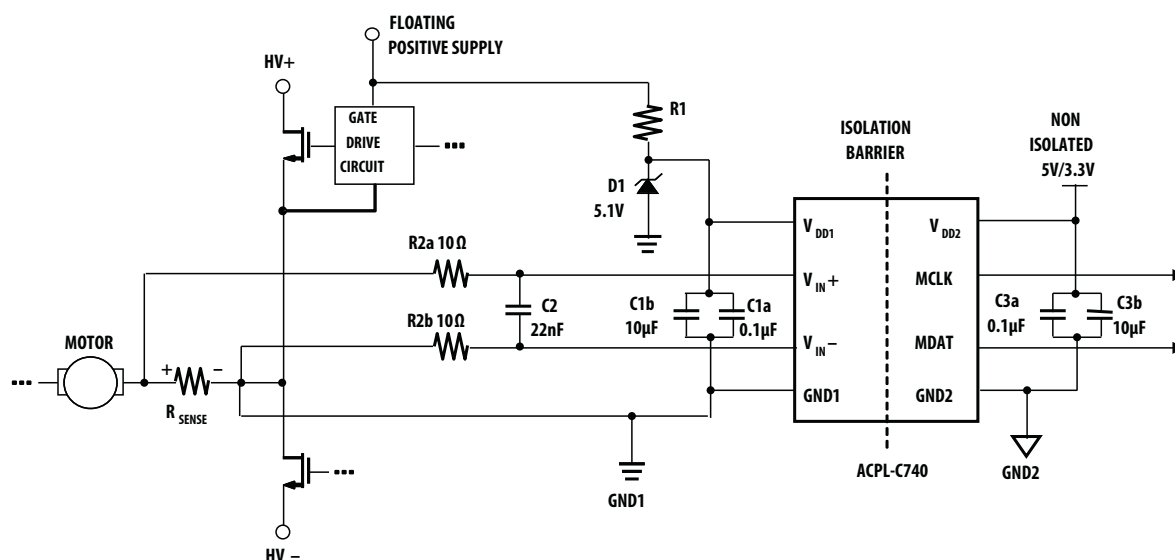 FLOATING
POSITIVE SUPPLY
HV+
GATE
DRIVE
CIRCUIT
R1
ISOLATION
BARRIER
NON
ISOLATED
5V/3.3V
D1
5.1V
V DD1
V DD2
R2a 10 Ω
V IN +
MCLK
C2
22nF
C1b
10µF
C1a
0.1µF
C3a
0.1µF
C3b
10µF
R2b 10Ω
V IN −
MDAT
MOTOR
+ −
R SENSE
GND1
GND2
GND1
ACPL-C740
GND2
HV −